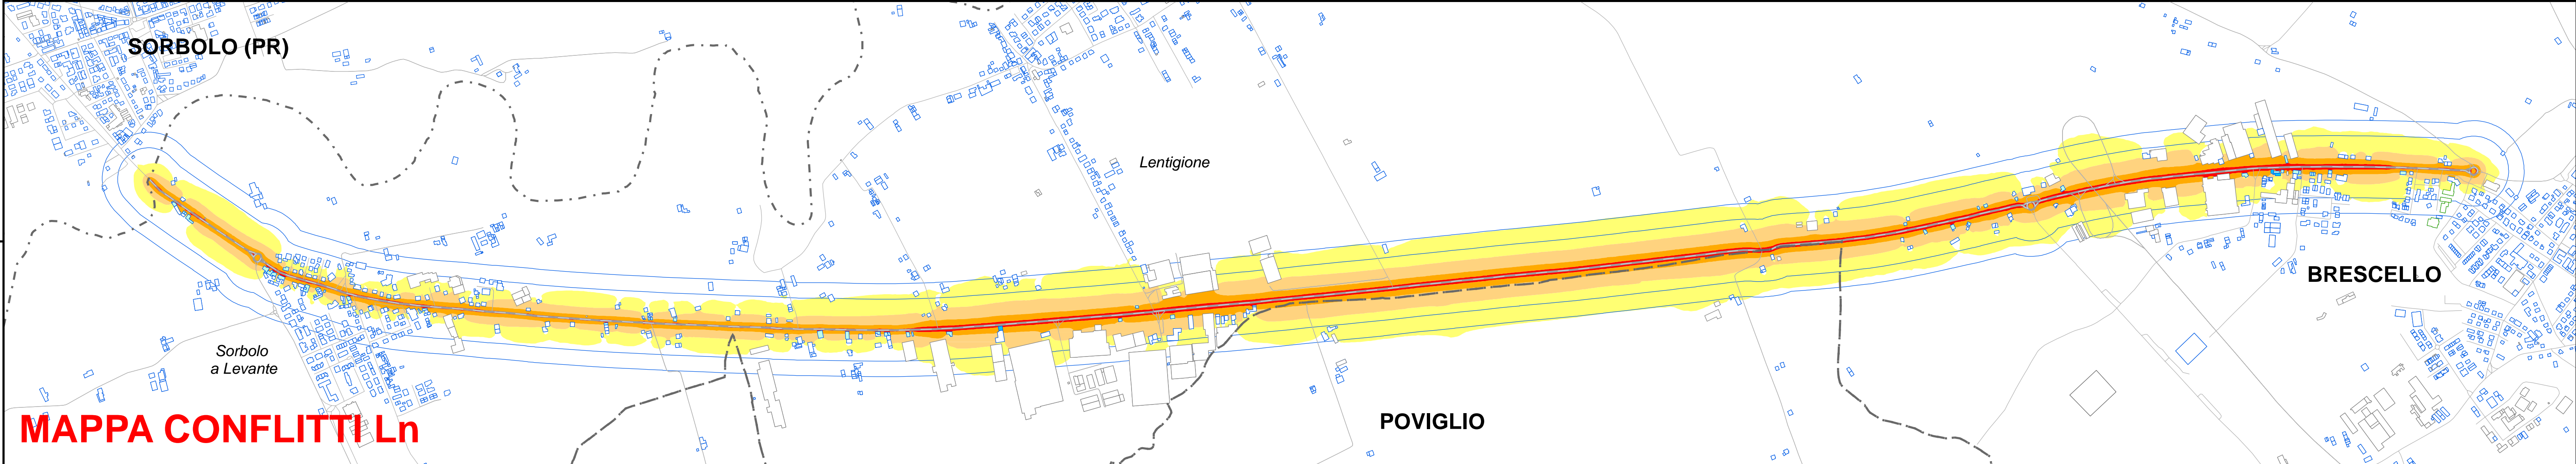 SORBOLO (PR)
Lentigione
BRESCELLO
Sorbolo
a Levante
POVIGLIO
MAPPA CONFLITTI Ln